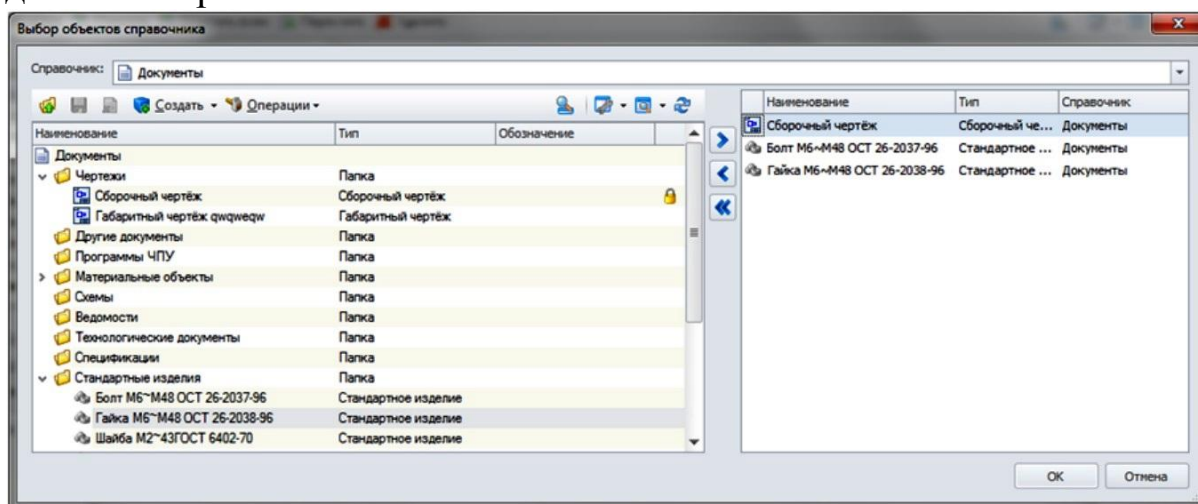 Выбор объектов справочника
Справочник: Документы
Создать Операции
Наименование Тип Обозначение
Документы
Чертежи Папка
Сборочный чертёж Сборочный чертёж
Габаритный чертёж qwqweqw Габаритный чертёж
Другие документы Папка
Программы ЧПУ Папка
Материальные объекты Папка
Схемы Папка
Ведомости Папка
Технологические документы Папка
Спецификации Папка
Стандартные изделия Папка
Болт М6~М48 ОСТ 26-2037-96 Стандартное изделие
Гайка М6~М48 ОСТ 26-2038-96 Стандартное изделие
Шайба М2~43ГОСТ 6402-70 Стандартное изделие
Наименование Тип Справочник
Сборочный чертёж Сборочный че... Документы
Болт М6~М48 ОСТ 26-2037-96 Стандартное ... Документы
Гайка М6~М48 ОСТ 26-2038-96 Стандартное ... Документы
ОК Отмена